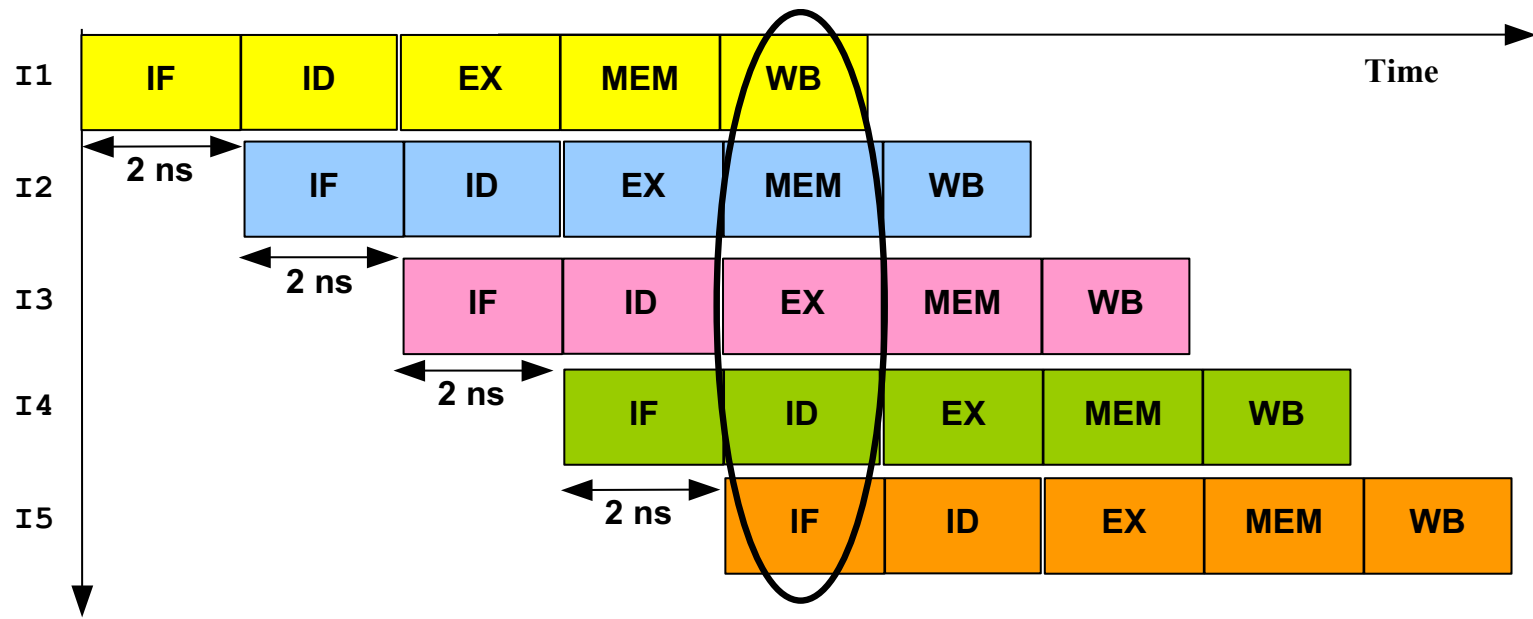 I1 IF ID EX MEM WB
Time
2 ns
I2 IF ID EX MEM WB
2 ns
I3 IF ID EX MEM WB
2 ns
I4 IF ID EX MEM WB
2 ns
I5 IF ID EX MEM WB